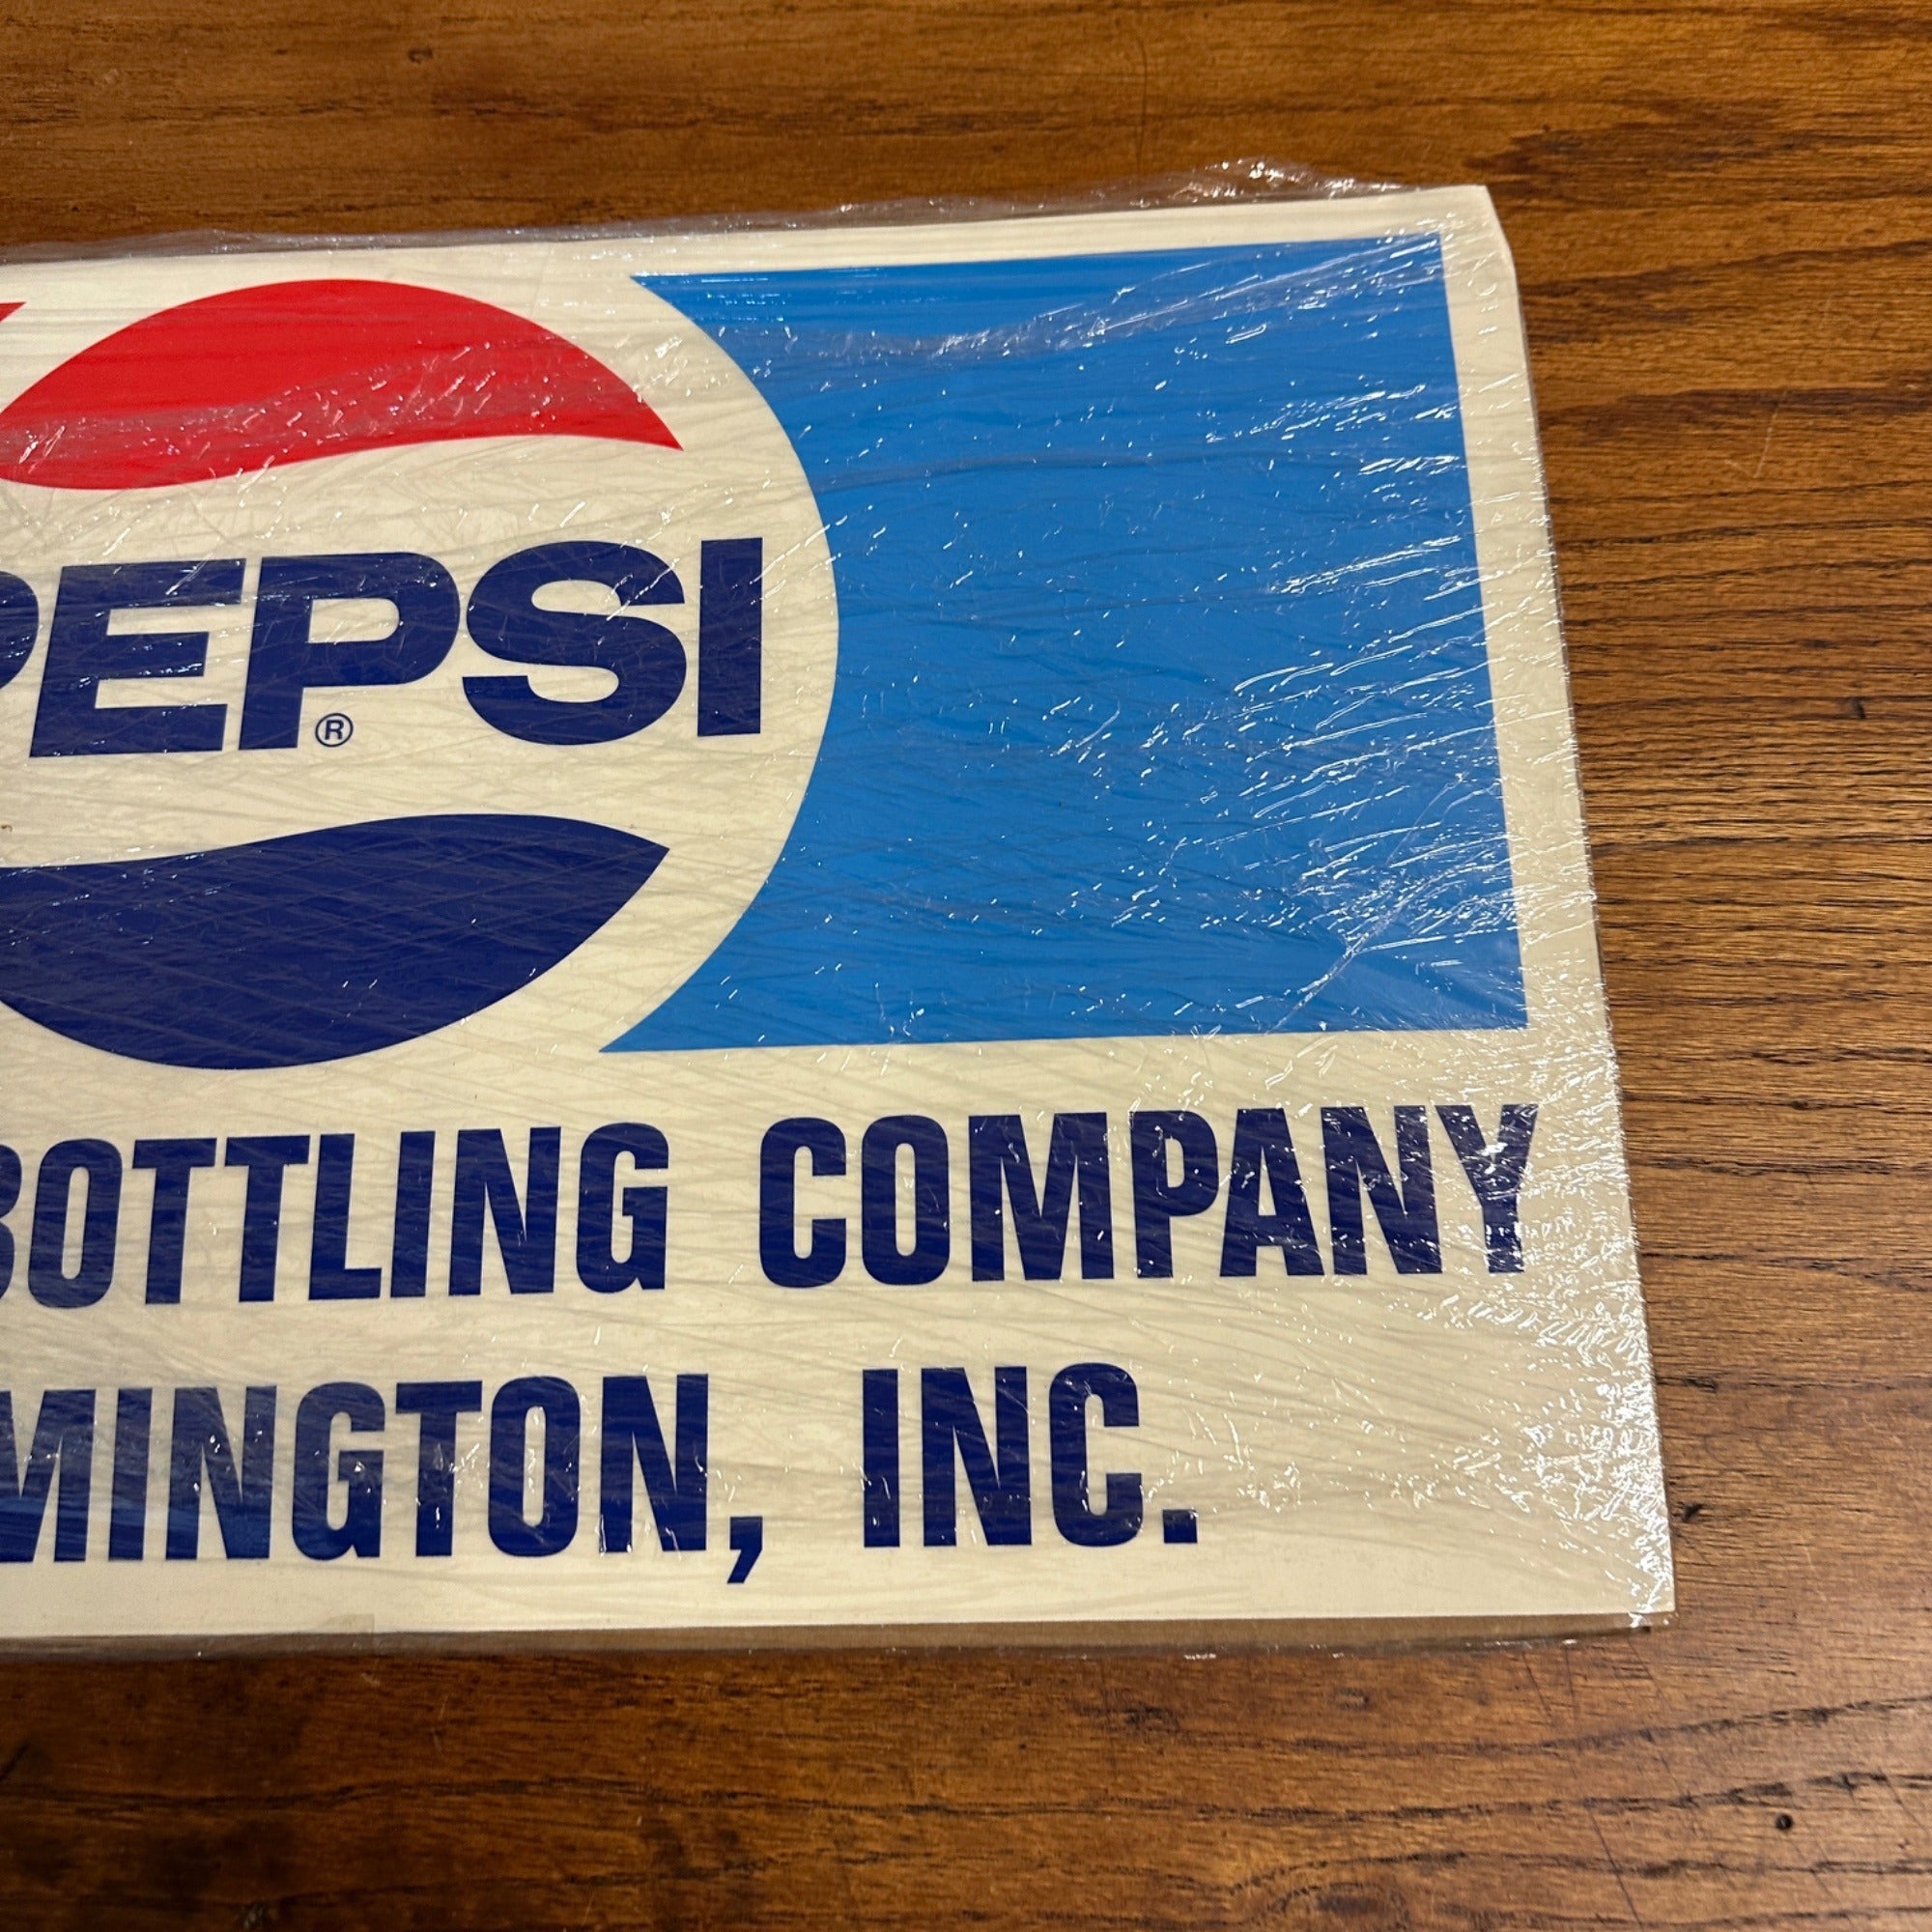 PEPSI
®
BOTTLING COMPANY
MINGTON, INC.